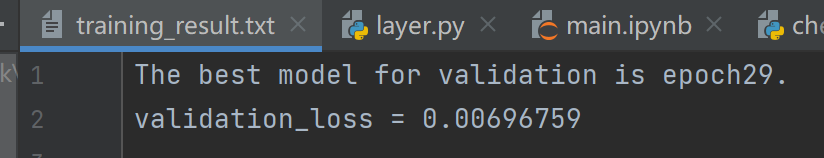 training_result.txt layer.py main.ipynb
1 The best model for validation is epoch29.
2 validation_loss = 0.00696759